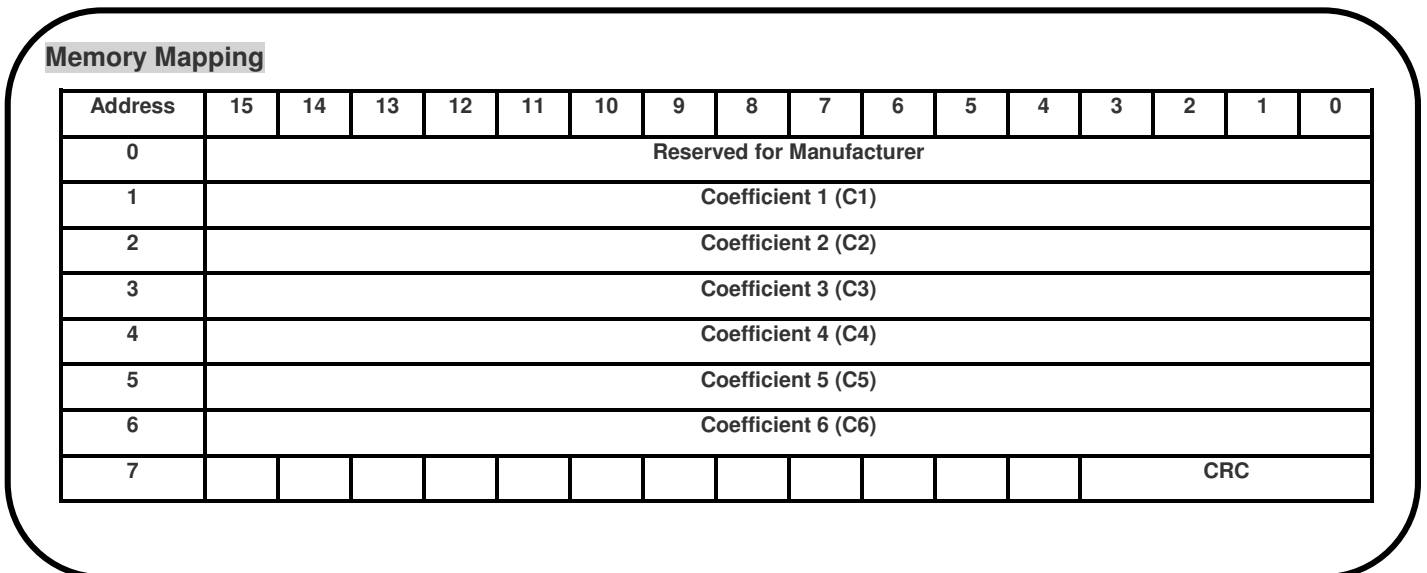 Memory Mapping
Address 15 14 13 12 11 10 9 8 7 6 5 4 3 2 1 0
0 Reserved for Manufacturer
1 Coefficient 1 (C1)
2 Coefficient 2 (C2)
3 Coefficient 3 (C3)
4 Coefficient 4 (C4)
5 Coefficient 5 (C5)
6 Coefficient 6 (C6)
7 CRC